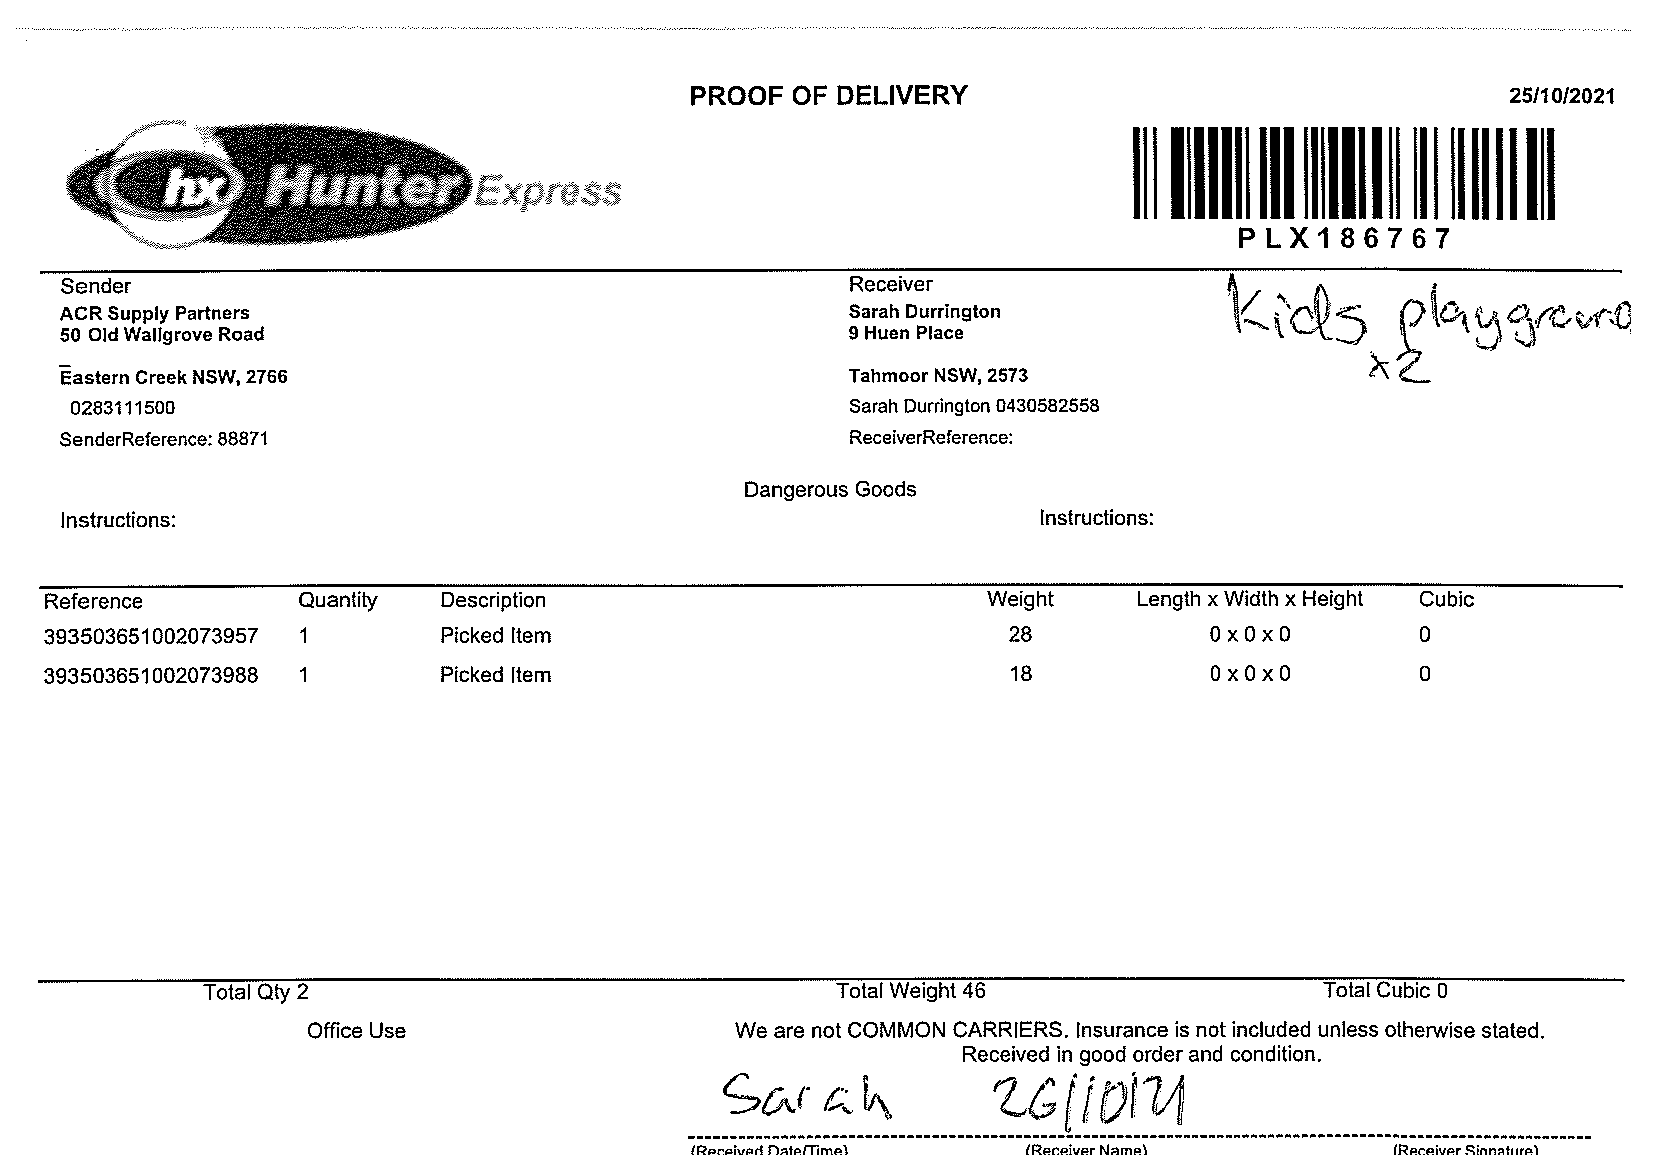 PROOF OF DELIVERY
25/10/2021
hx Hunter Express
PLX186767
Sender
ACR Supply Partners
50 Old Wallgrove Road
Eastern Creek NSW, 2766
0283111500
SenderReference: 88871
Receiver
Sarah Durrington
9 Huen Place
Tahmoor NSW, 2573
Sarah Durrington 0430582558
ReceiverReference:
Kids playground
x2
Dangerous Goods
Instructions: Instructions:
Reference Quantity Description Weight Length x Width x Height Cubic
393503651002073957 1 Picked Item 28 0 x 0 x 0 0
393503651002073988 1 Picked Item 18 0 x 0 x 0 0
Total Qty 2 Total Weight 46 Total Cubic 0
Office Use
We are not COMMON CARRIERS. Insurance is not included unless otherwise stated.
Received in good order and condition.
Sarah 26/10/21
(Received Date/Time) (Receiver Name) (Receiver Signature)